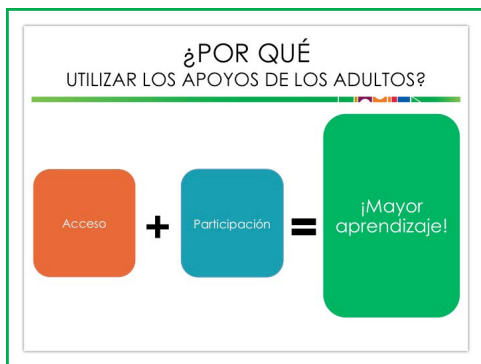 ¿POR QUÉ
UTILIZAR LOS APOYOS DE LOS ADULTOS?
Acceso
+
Participación
=
¡Mayor
aprendizaje!